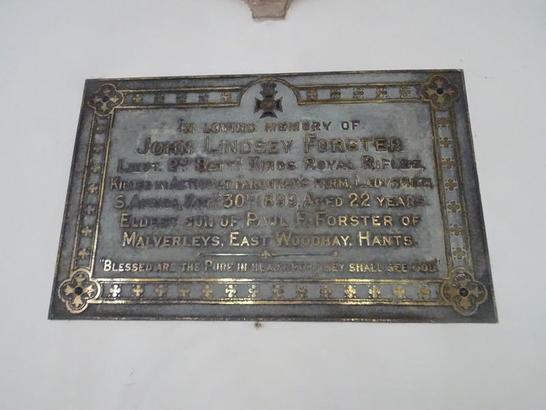 IN LOVING MEMORY OF
JOHN LINDSEY FORSTER
LIEUT. 2ND BATTN KINGS ROYAL RIFLES,
KILLED IN ACTION AT FARQUHAR'S FARM, LADYSMITH,
S. AFRICA, 30TH 1899, AGED 22 YEARS.
ELDEST SON OF PAUL F. FORSTER OF
MALVERLEYS, EAST WOODHAY, HANTS.
"BLESSED ARE THE PURE IN HEART FOR THEY SHALL SEE GOD"